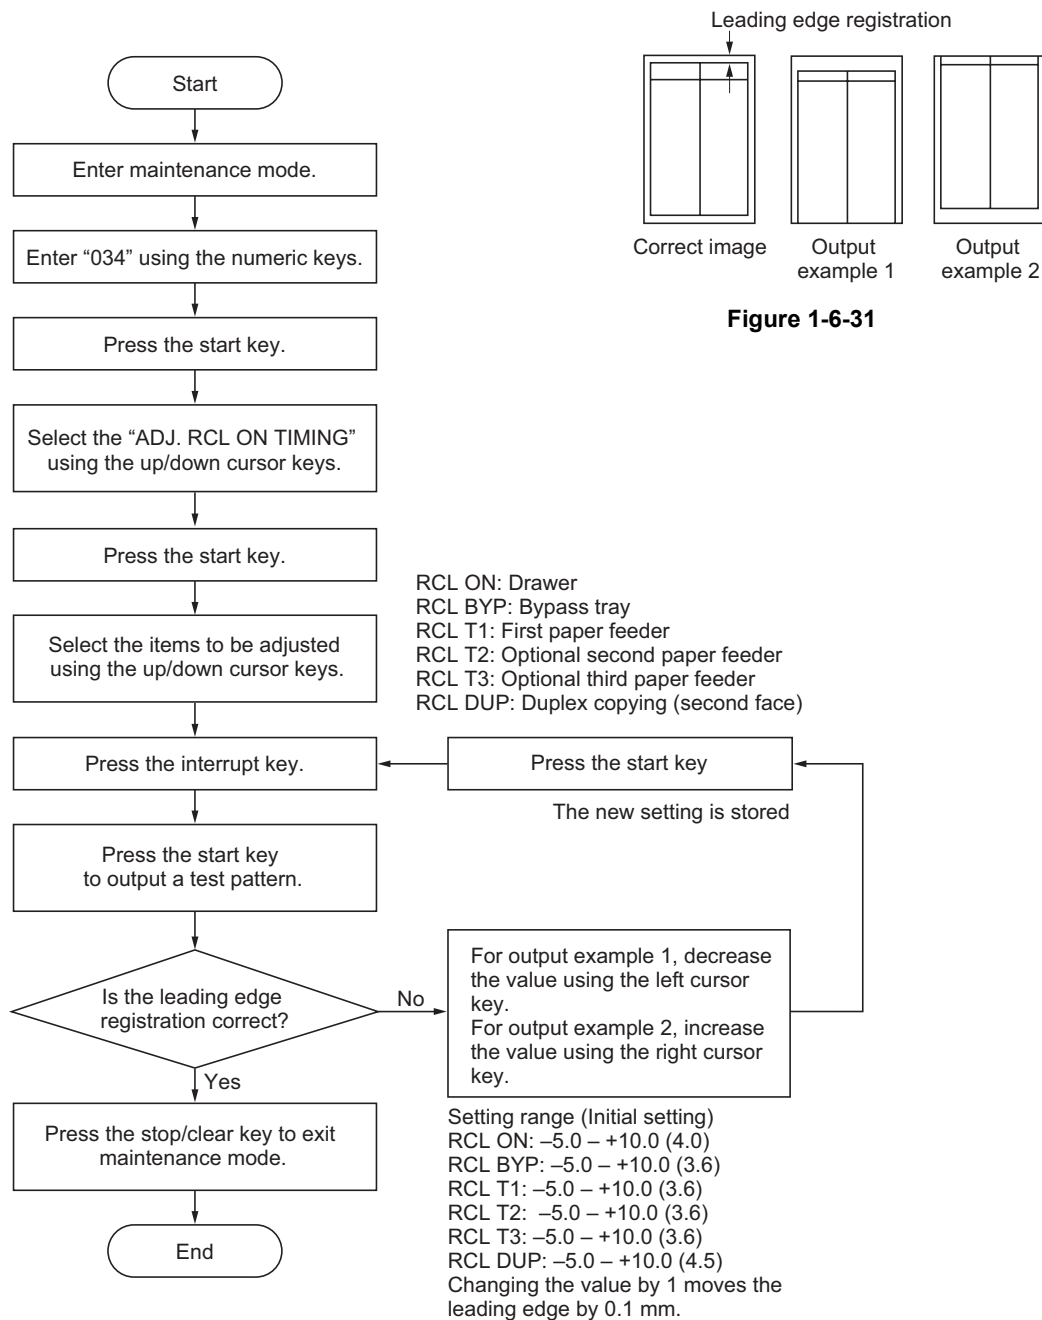 Leading edge registration
Correct image
Output
example 1
Output
example 2
Figure 1-6-31
Start
Enter maintenance mode.
Enter “034” using the numeric keys.
Press the start key.
Select the “ADJ. RCL ON TIMING”
using the up/down cursor keys.
Press the start key.
Select the items to be adjusted
using the up/down cursor keys.
RCL ON: Drawer
RCL BYP: Bypass tray
RCL T1: First paper feeder
RCL T2: Optional second paper feeder
RCL T3: Optional third paper feeder
RCL DUP: Duplex copying (second face)
Press the interrupt key.
Press the start key
The new setting is stored
Press the start key
to output a test pattern.
Is the leading edge
registration correct?
No
For output example 1, decrease
the value using the left cursor
key.
For output example 2, increase
the value using the right cursor
key.
Yes
Press the stop/clear key to exit
maintenance mode.
End
Setting range (Initial setting)
RCL ON: –5.0 – +10.0 (4.0)
RCL BYP: –5.0 – +10.0 (3.6)
RCL T1: –5.0 – +10.0 (3.6)
RCL T2: –5.0 – +10.0 (3.6)
RCL T3: –5.0 – +10.0 (3.6)
RCL DUP: –5.0 – +10.0 (4.5)
Changing the value by 1 moves the
leading edge by 0.1 mm.